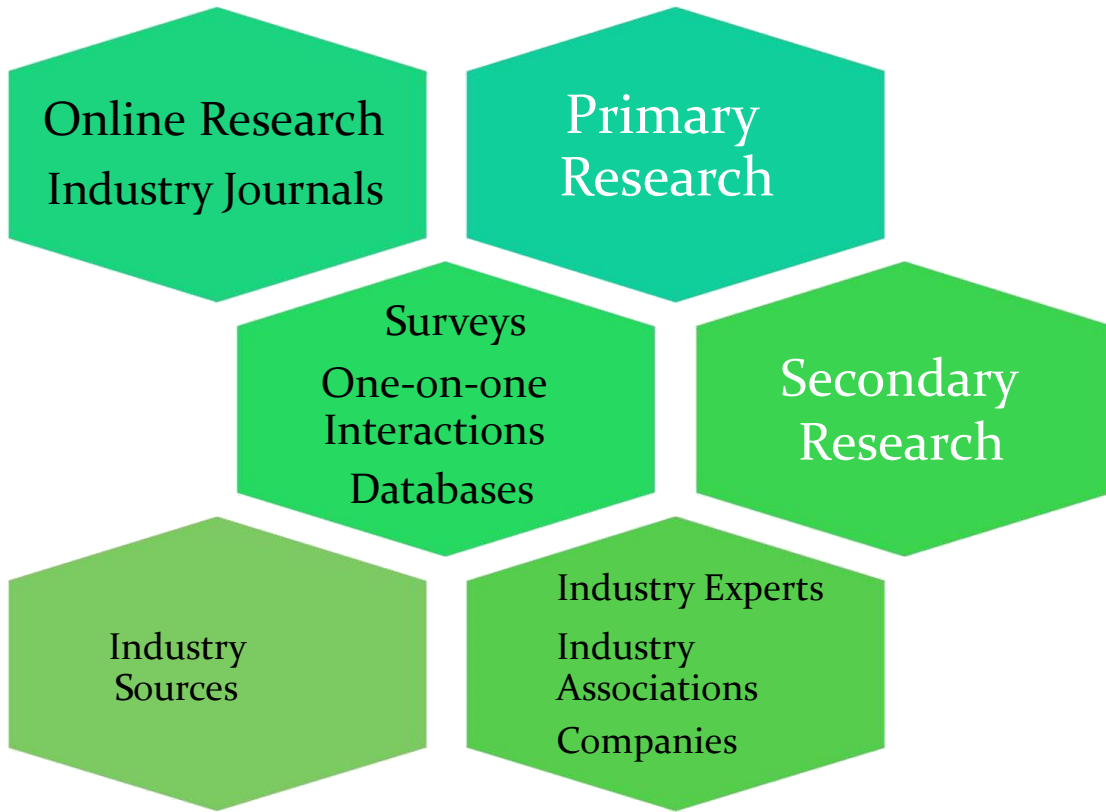 Online Research
Industry Journals
Primary
Research
Surveys
One-on-one
Interactions
Databases
Secondary
Research
Industry
Sources
Industry Experts
Industry
Associations
Companies